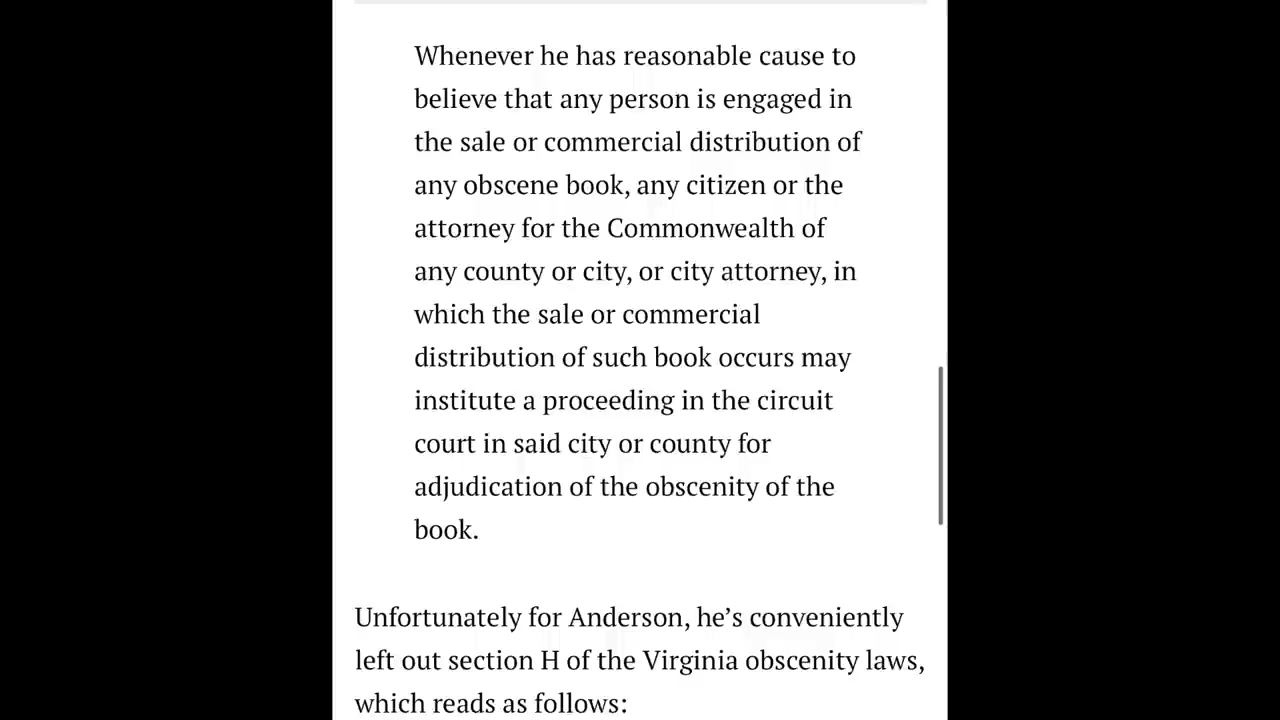 Whenever he has reasonable cause to
believe that any person is engaged in
the sale or commercial distribution of
any obscene book, any citizen or the
attorney for the Commonwealth of
any county or city, or city attorney, in
which the sale or commercial
distribution of such book occurs may
institute a proceeding in the circuit
court in said city or county for
adjudication of the obscenity of the
book.
Unfortunately for Anderson, he’s conveniently
left out section H of the Virginia obscenity laws,
which reads as follows: